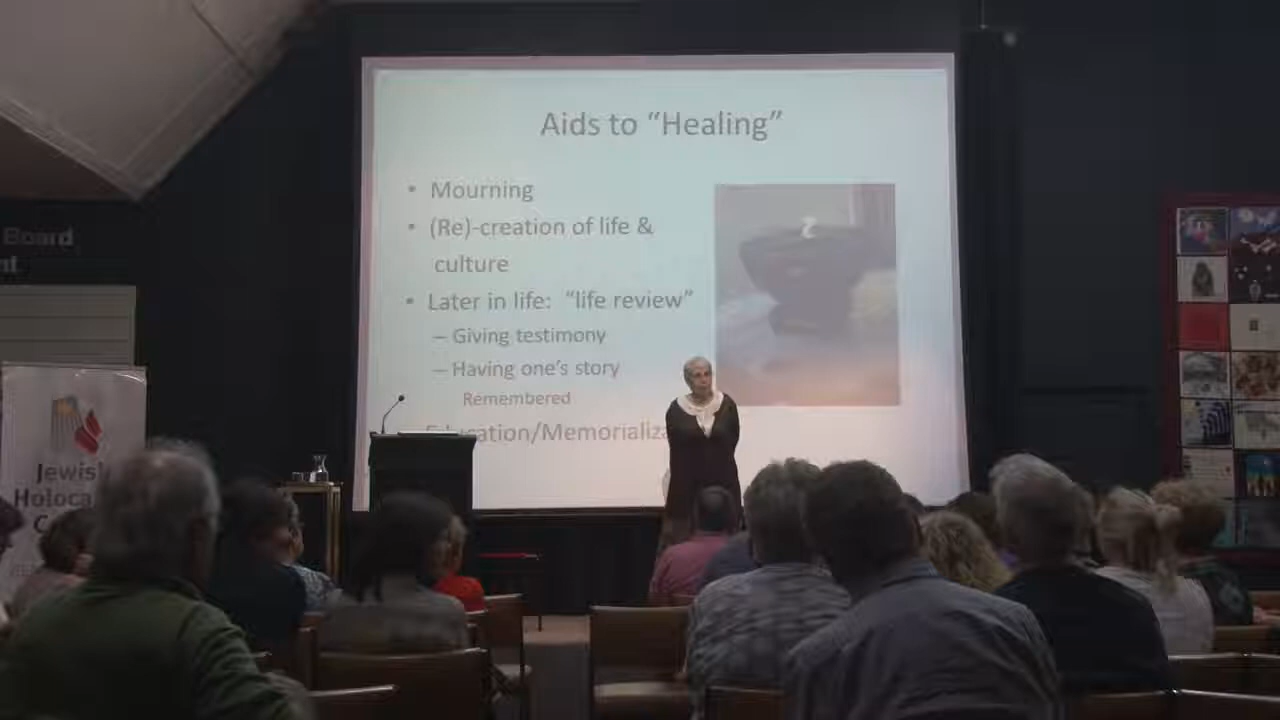 Aids to “Healing”
• Mourning
• (Re)-creation of life &
culture
• Later in life: “life review”
– Giving testimony
– Having one’s story
Remembered
Board
Jewish